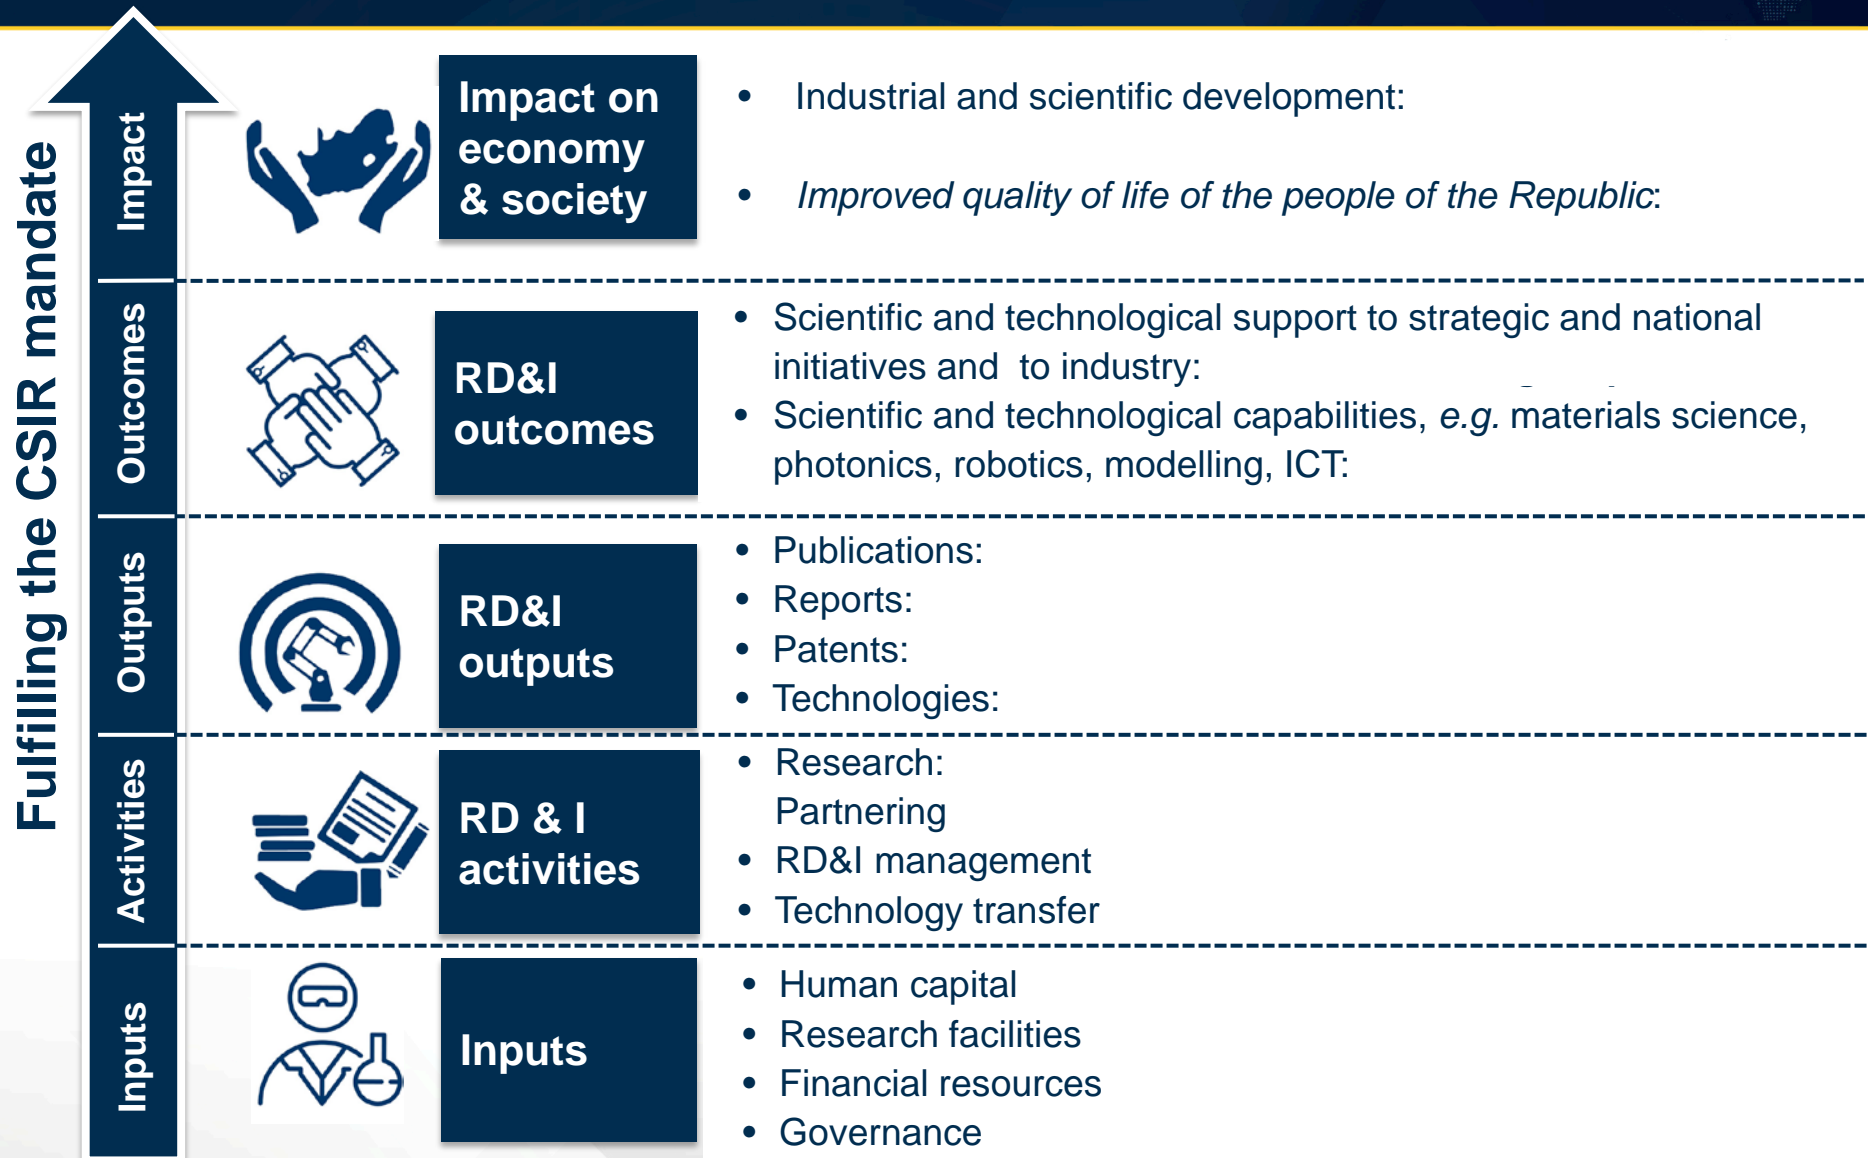 Fulfilling the CSIR mandate
Impact
Impact on
economy
& society
• Industrial and scientific development:
• Improved quality of life of the people of the Republic:
Outcomes
RD&I
outcomes
• Scientific and technological support to strategic and national
initiatives and to industry:
• Scientific and technological capabilities, e.g. materials science,
photonics, robotics, modelling, ICT:
Outputs
RD&I
outputs
• Publications:
• Reports:
• Patents:
• Technologies:
Activities
RD & I
activities
• Research:
Partnering
• RD&I management
• Technology transfer
Inputs
Inputs
• Human capital
• Research facilities
• Financial resources
• Governance